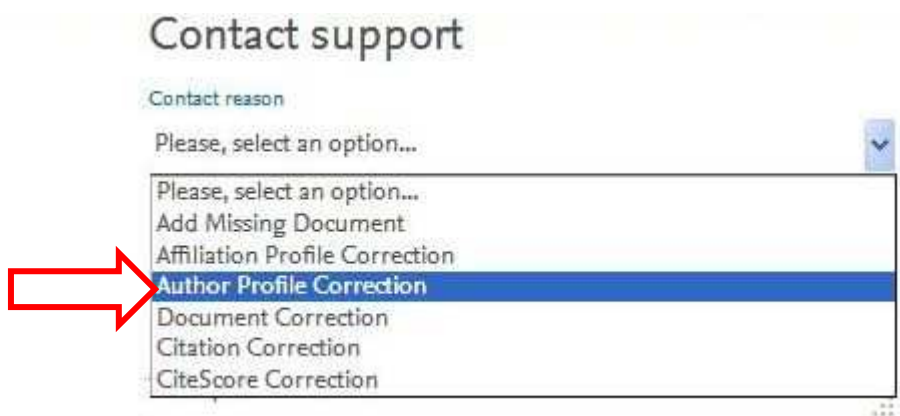 Contact support
Contact reason
Please, select an option...
Please, select an option...
Add Missing Document
Affiliation Profile Correction
Author Profile Correction
Document Correction
Citation Correction
CiteScore Correction